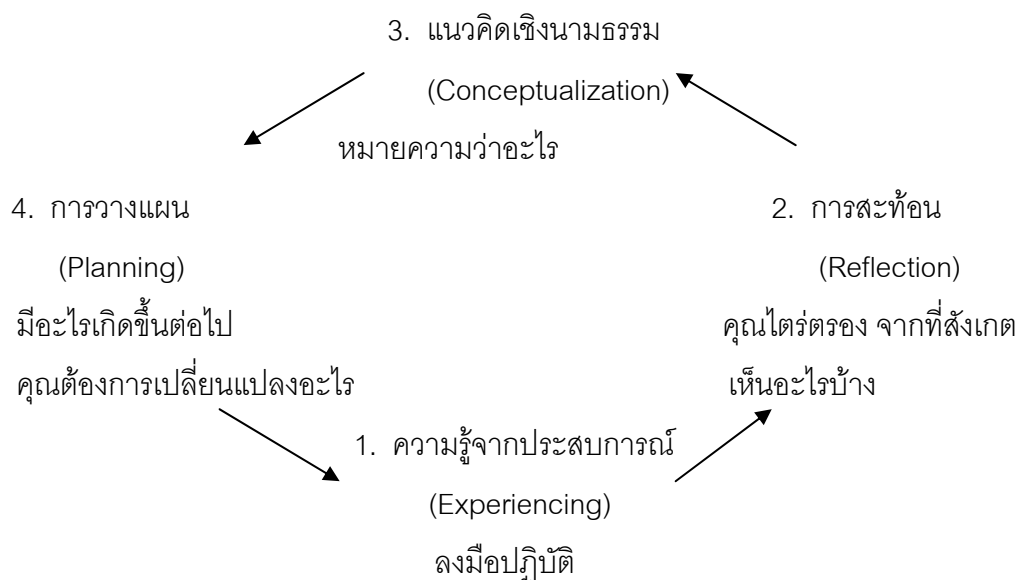 3. แนวคิดเชิงนามธรรม
(Conceptualization)
หมายความว่าอะไร
4. การวางแผน
(Planning)
มีอะไรเกิดขึ้นต่อไป
คุณต้องการเปลี่ยนแปลงอะไร
2. การสะท้อน
(Reflection)
คุณไตร่ตรอง จากที่สังเกต
เห็นอะไรบ้าง
1. ความรู้จากประสบการณ์
(Experiencing)
ลงมือปฏิบัติ